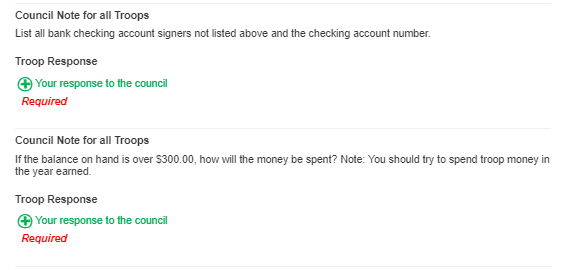 Council Note for all Troops
List all bank checking account signers not listed above and the checking account number.
Troop Response
Your response to the council
Required
Council Note for all Troops
If the balance on hand is over $300.00, how will the money be spent? Note: You should try to spend troop money in
the year earned.
Troop Response
Your response to the council
Required